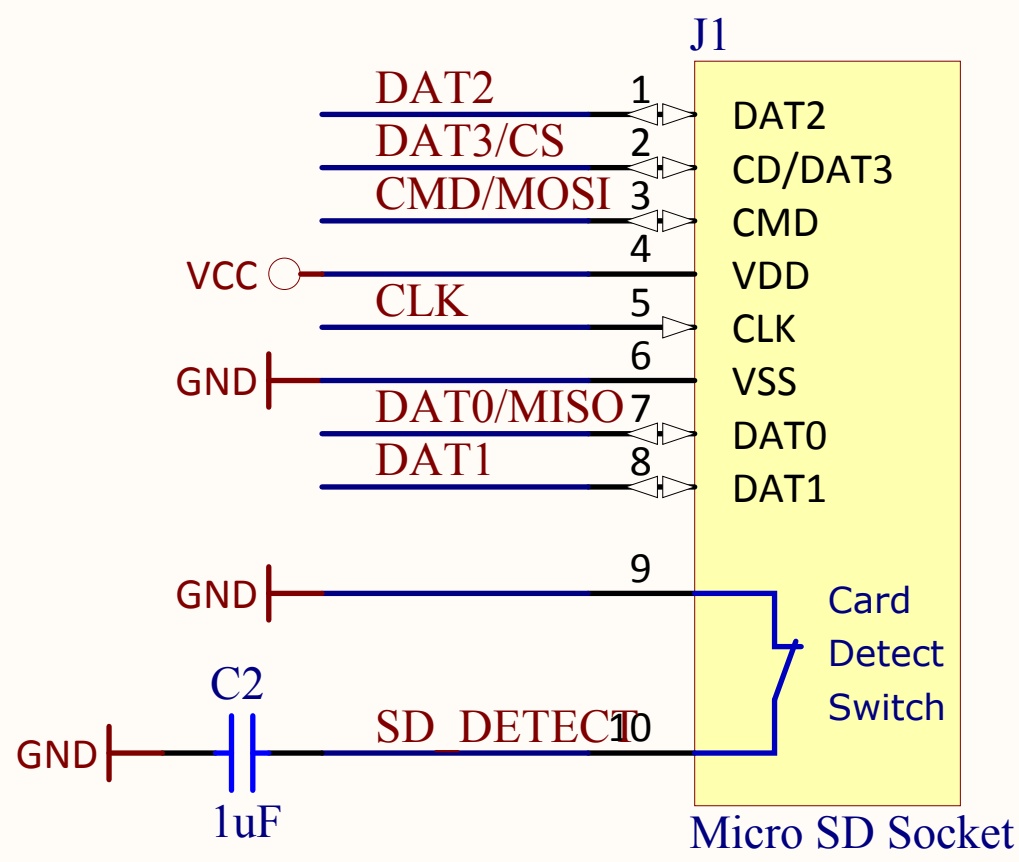 J1
DAT2 1 DAT2
DAT3/CS 2 CD/DAT3
CMD/MOSI 3 CMD
VCC 4 VDD
CLK 5 CLK
GND 6 VSS
DAT0/MISO 7 DAT0
DAT1 8 DAT1
GND 9 Card
Detect
Switch
C2
GND SD_DETECT 10
1uF
Micro SD Socket